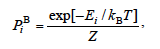 P_i^B = exp[−E_i /k_B T] / Z ,